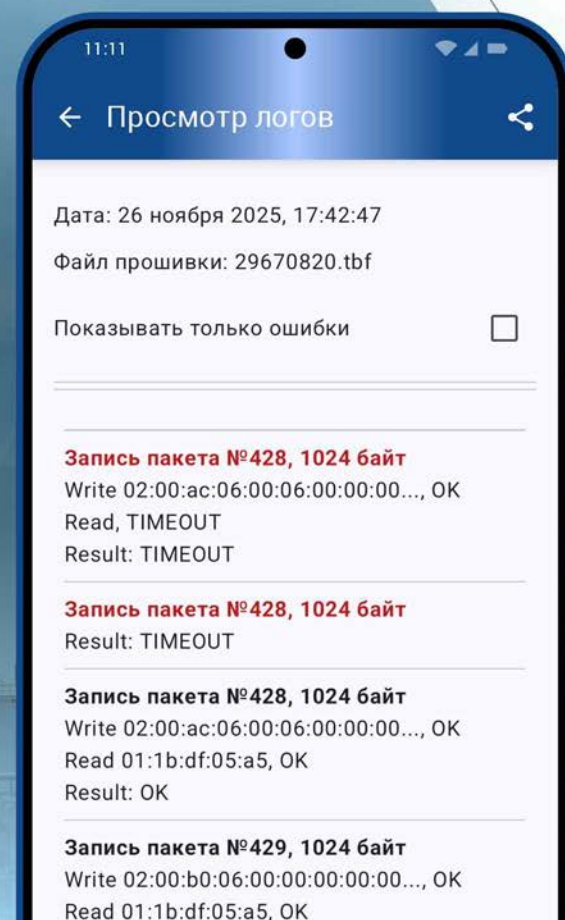 11:11
Просмотр логов
Дата: 26 ноября 2025, 17:42:47
Файл прошивки: 29670820.tbf
Показывать только ошибки
Запись пакета №428, 1024 байт
Write 02:00:ac:06:00:06:00:00:00..., OK
Read, TIMEOUT
Result: TIMEOUT
Запись пакета №428, 1024 байт
Result: TIMEOUT
Запись пакета №428, 1024 байт
Write 02:00:ac:06:00:06:00:00:00..., OK
Read 01:1b:df:05:a5, OK
Result: OK
Запись пакета №429, 1024 байт
Write 02:00:b0:06:00:00:00:00:00..., OK
Read 01:1b:df:05:a5, OK